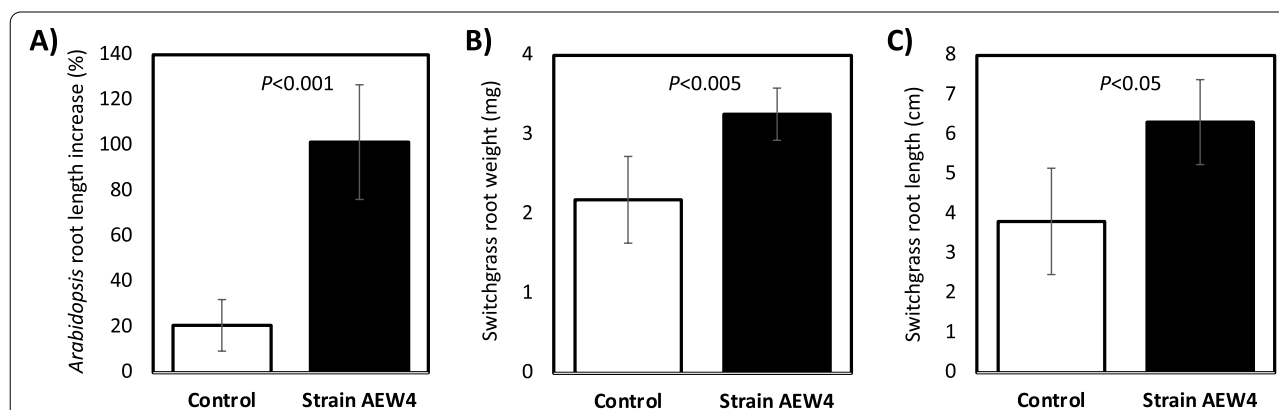 A)
Arabidopsis root length increase (%)
140
120
100
80
60
40
20
0
P<0.001
Control Strain AEW4
B)
Switchgrass root weight (mg)
4
3
2
1
0
P<0.005
Control Strain AEW4
C)
Switchgrass root length (cm)
8
7
6
5
4
3
2
1
0
P<0.05
Control Strain AEW4